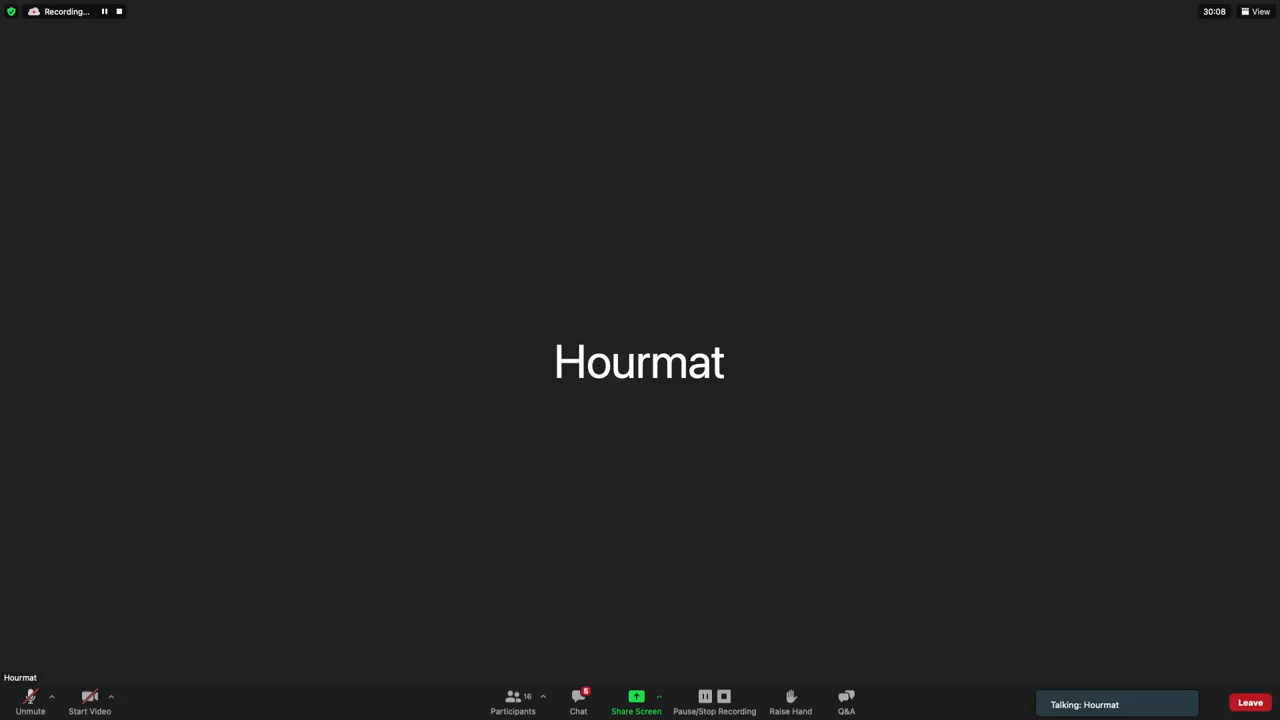 Recording...
30:08
View
Hourmat
Hourmat
Unmute
Start Video
16
Participants
5
Chat
Share Screen
Pause/Stop Recording
Raise Hand
Q&A
Talking: Hourmat
Leave